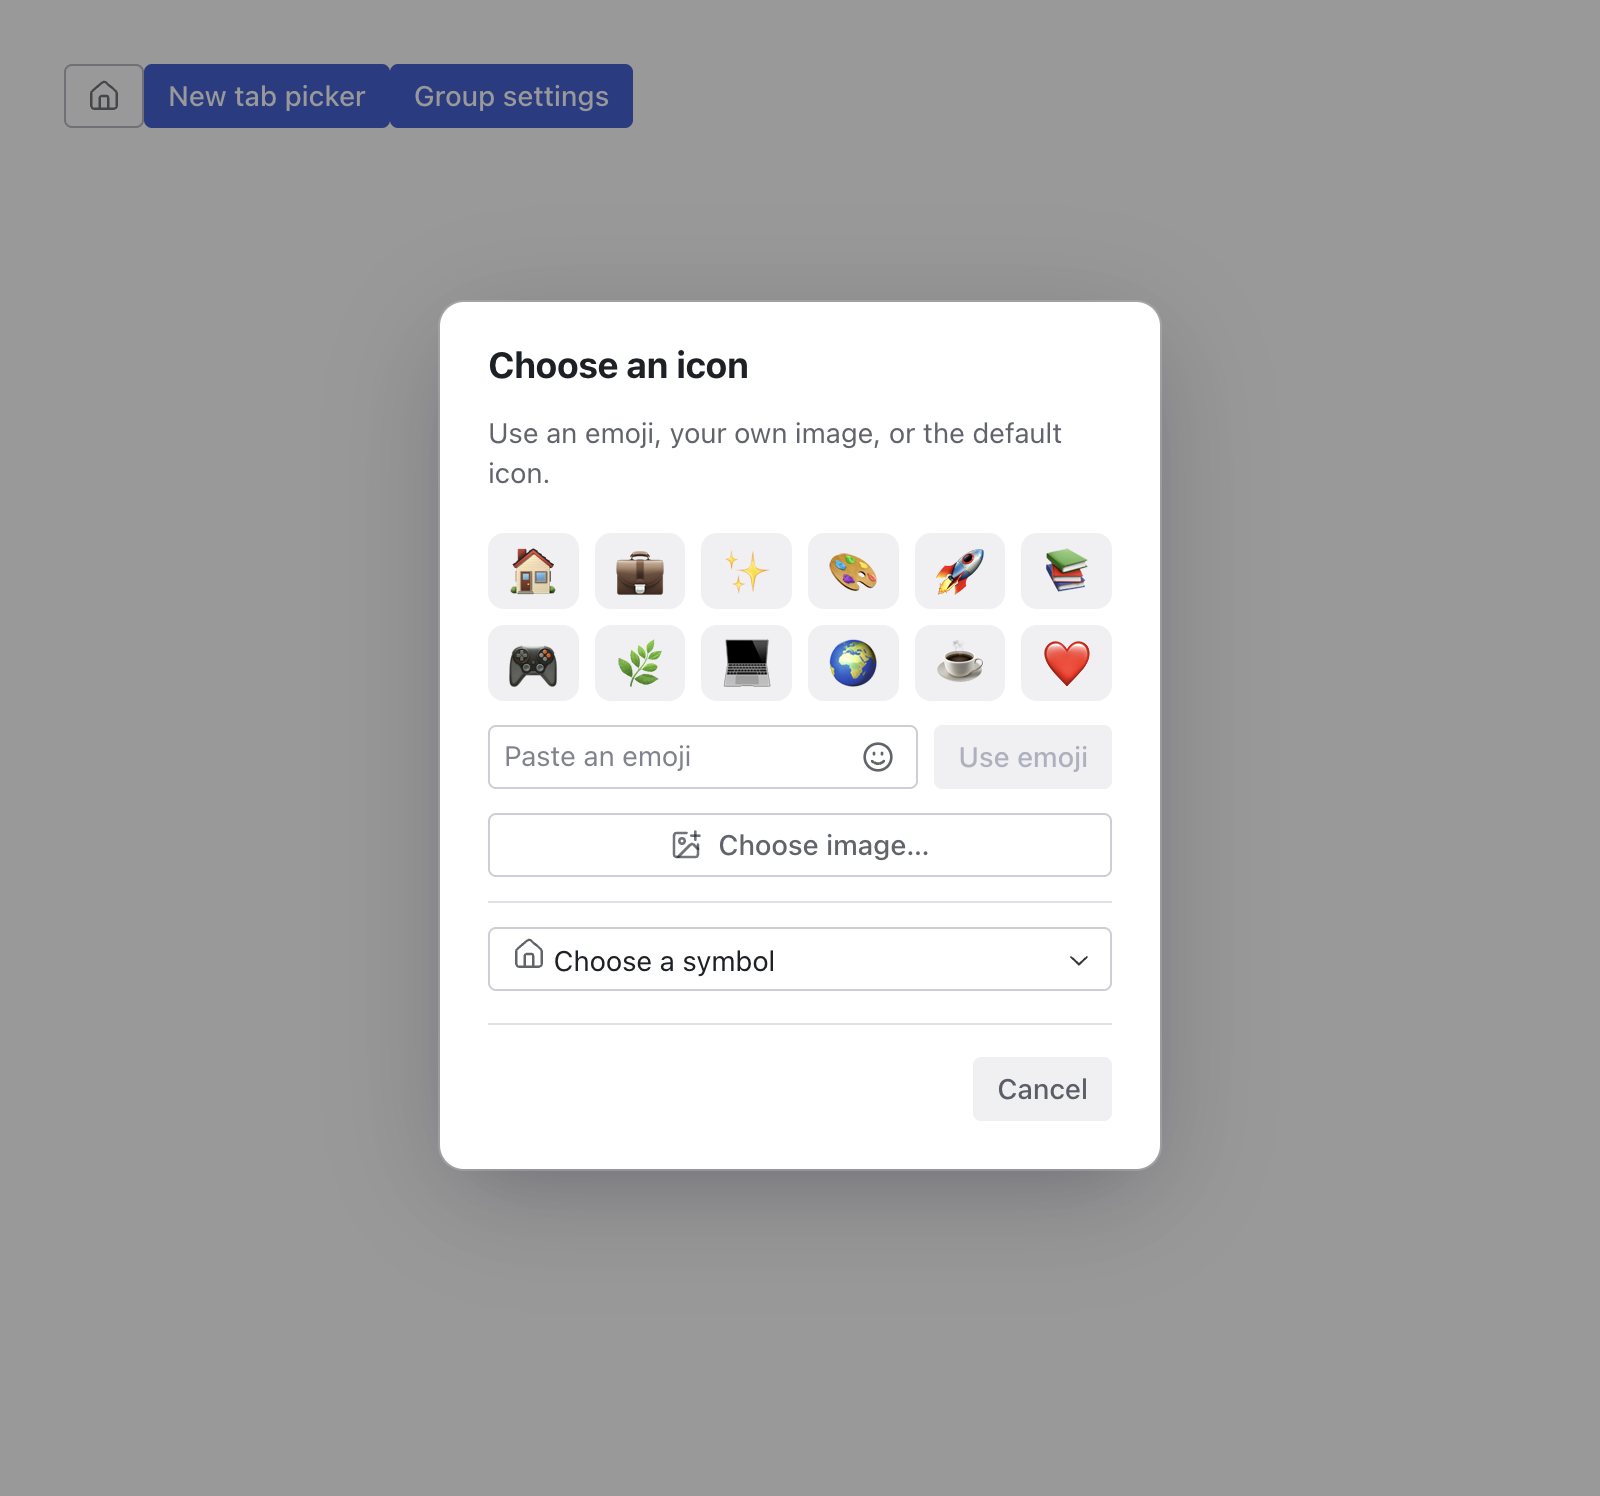 New tab picker
Group settings
Choose an icon
Use an emoji, your own image, or the default
icon.
Paste an emoji
Use emoji
Choose image...
Choose a symbol
Cancel